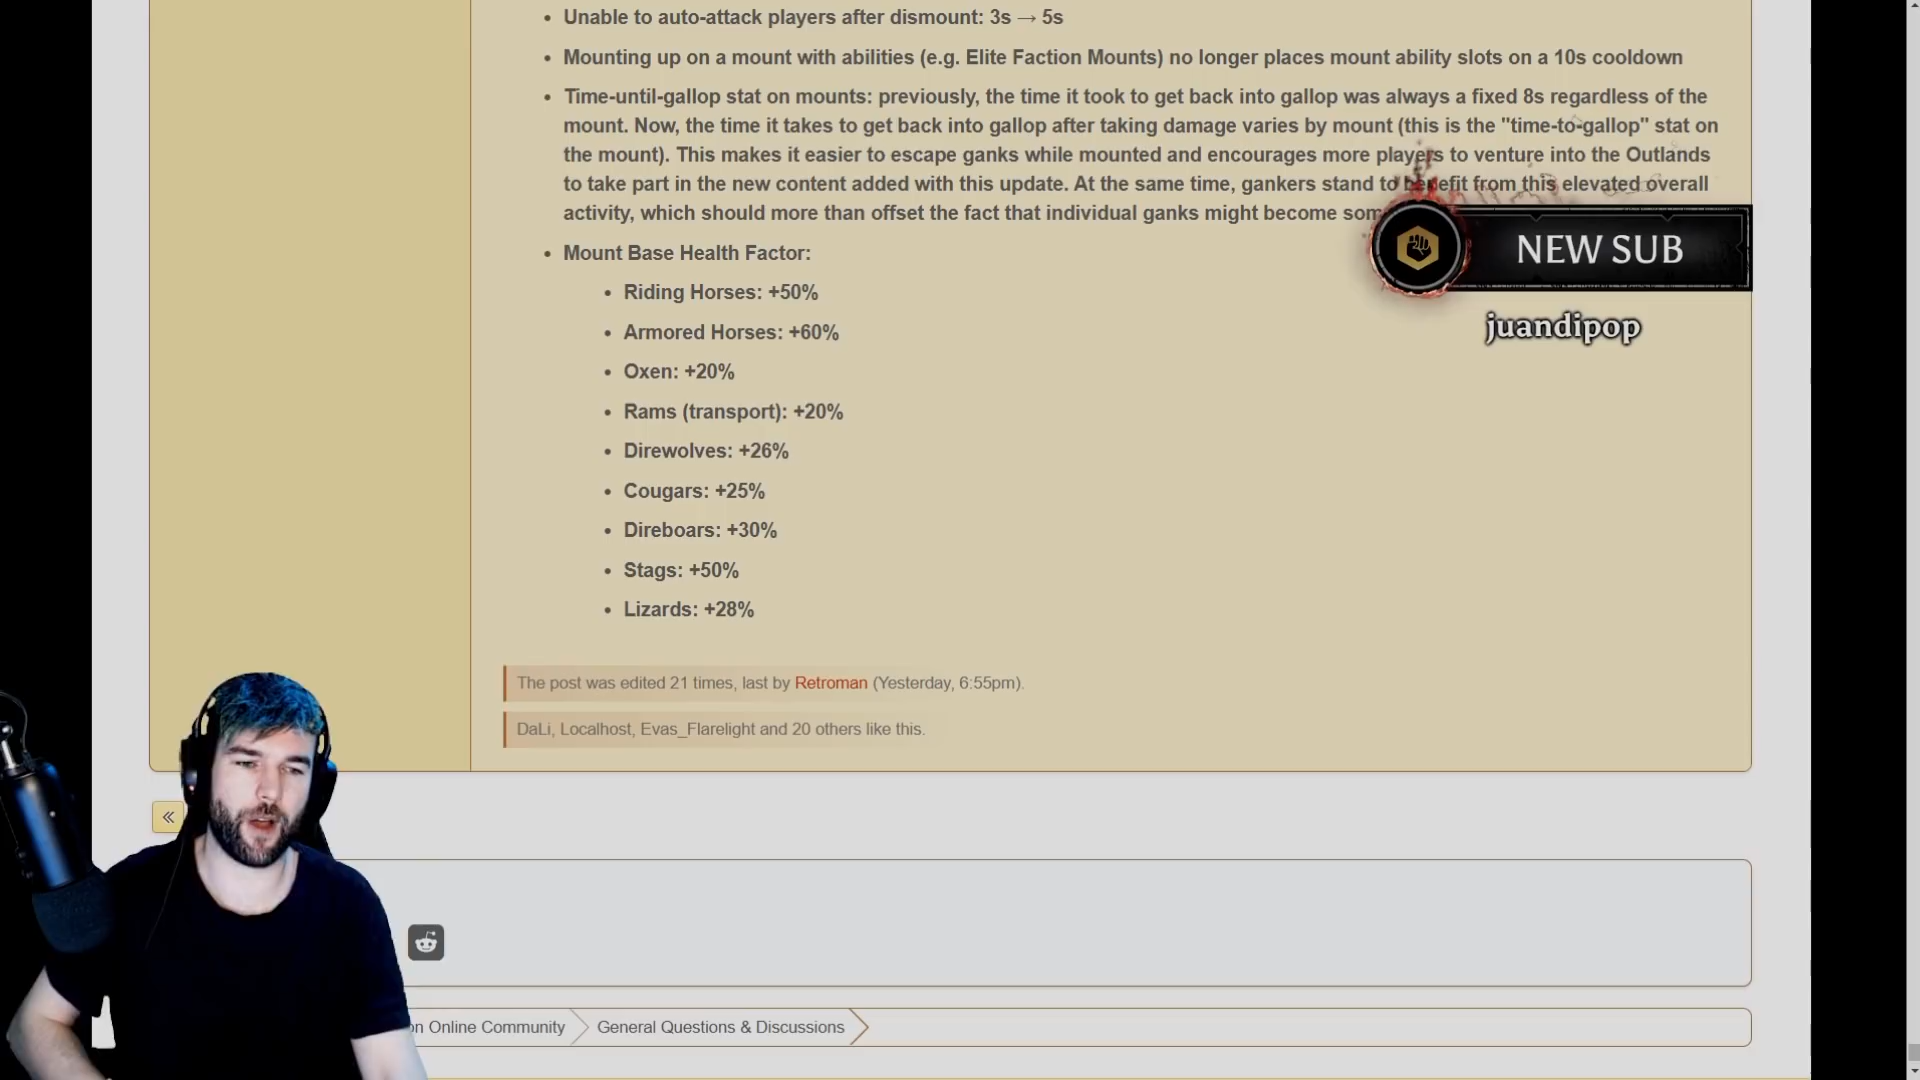 Unable to auto-attack players after dismount: 3s → 5s
Mounting up on a mount with abilities (e.g. Elite Faction Mounts) no longer places mount ability slots on a 10s cooldown
Time-until-gallop stat on mounts: previously, the time it took to get back into gallop was always a fixed 8s regardless of the
mount. Now, the time it takes to get back into gallop after taking damage varies by mount (this is the "time-to-gallop" stat on
the mount). This makes it easier to escape ganks while mounted and encourages more players to venture into the Outlands
to take part in the new content added with this update. At the same time, gankers stand to benefit from this elevated overall
activity, which should more than offset the fact that individual ganks might become
NEW SUB
juandipop
Mount Base Health Factor:
Riding Horses: +50%
Armored Horses: +60%
Oxen: +20%
Rams (transport): +20%
Direwolves: +26%
Cougars: +25%
Direboars: +30%
Stags: +50%
Lizards: +28%
The post was edited 21 times, last by Retroman (Yesterday, 6:55pm).
DaLi, Localhost, Evas_Flarelight and 20 others like this.
Online Community
General Questions & Discussions